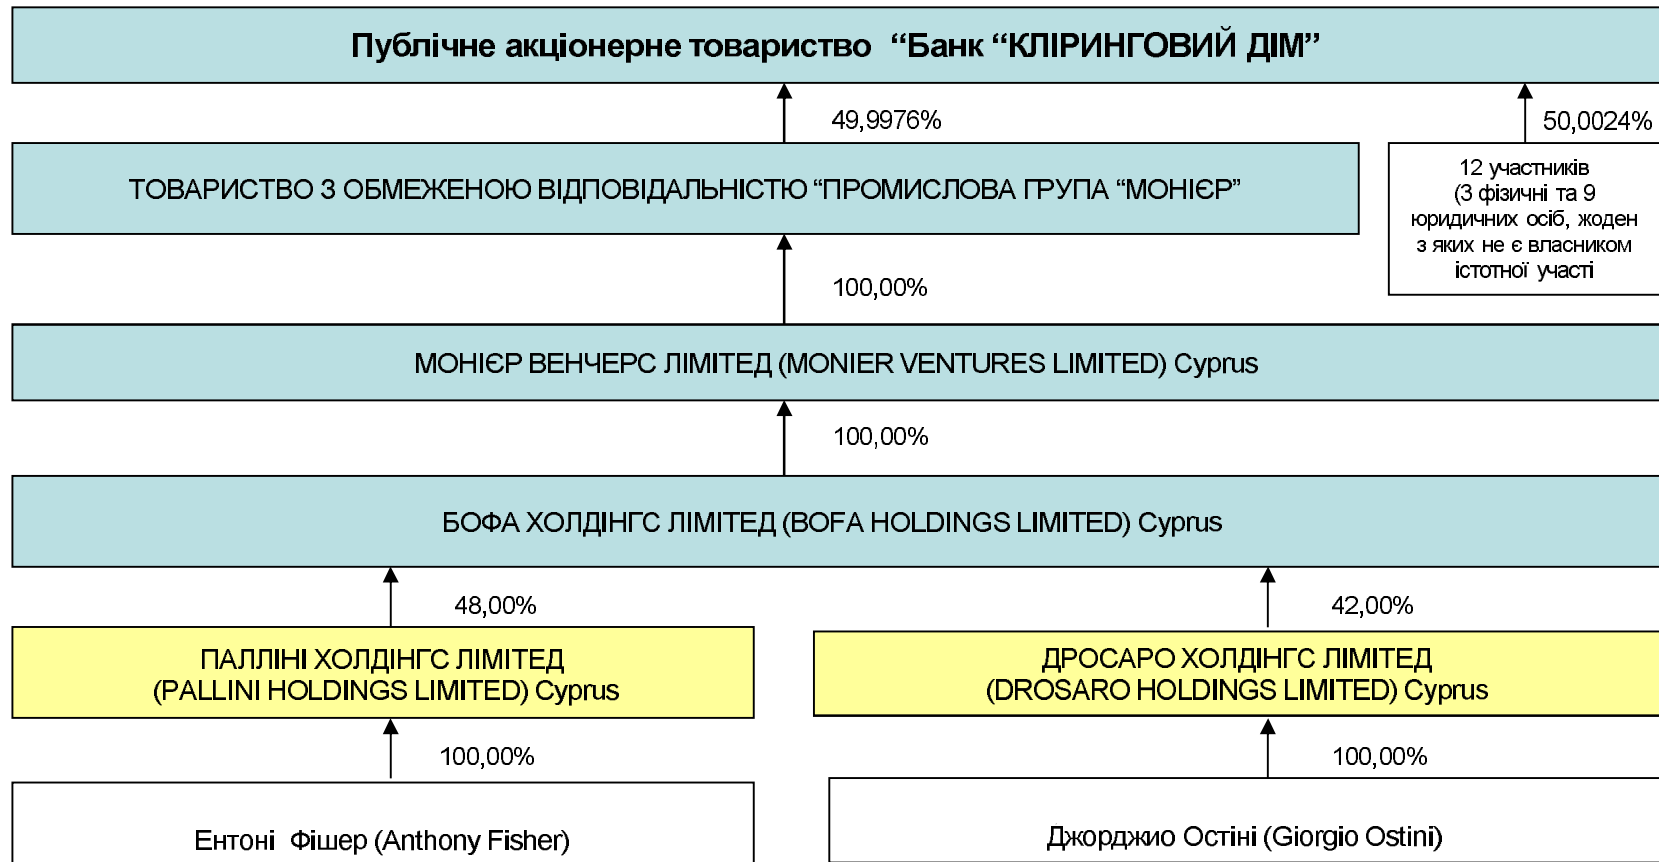 Публічне акціонерне товариство “Банк “КЛІРИНГОВИЙ ДІМ”
49,9976%
50,0024%
ТОВАРИСТВО З ОБМЕЖЕНОЮ ВІДПОВІДАЛЬНІСТЮ “ПРОМИСЛОВА ГРУПА “МОНІЄР”
12 участників
(3 фізичні та 9
юридичних осіб, жоден
з яких не є власником
істотної участі
100,00%
МОНІЄР ВЕНЧЕРС ЛІМІТЕД (MONIER VENTURES LIMITED) Cyprus
100,00%
БОФА ХОЛДІНГС ЛІМІТЕД (BOFA HOLDINGS LIMITED) Cyprus
48,00%
42,00%
ПАЛЛІНІ ХОЛДІНГС ЛІМІТЕД
(PALLINI HOLDINGS LIMITED) Cyprus
ДРОСАРО ХОЛДІНГС ЛІМІТЕД
(DROSARO HOLDINGS LIMITED) Cyprus
100,00%
100,00%
Ентоні Фішер (Anthony Fisher)
Джорджио Остіні (Giorgio Ostini)